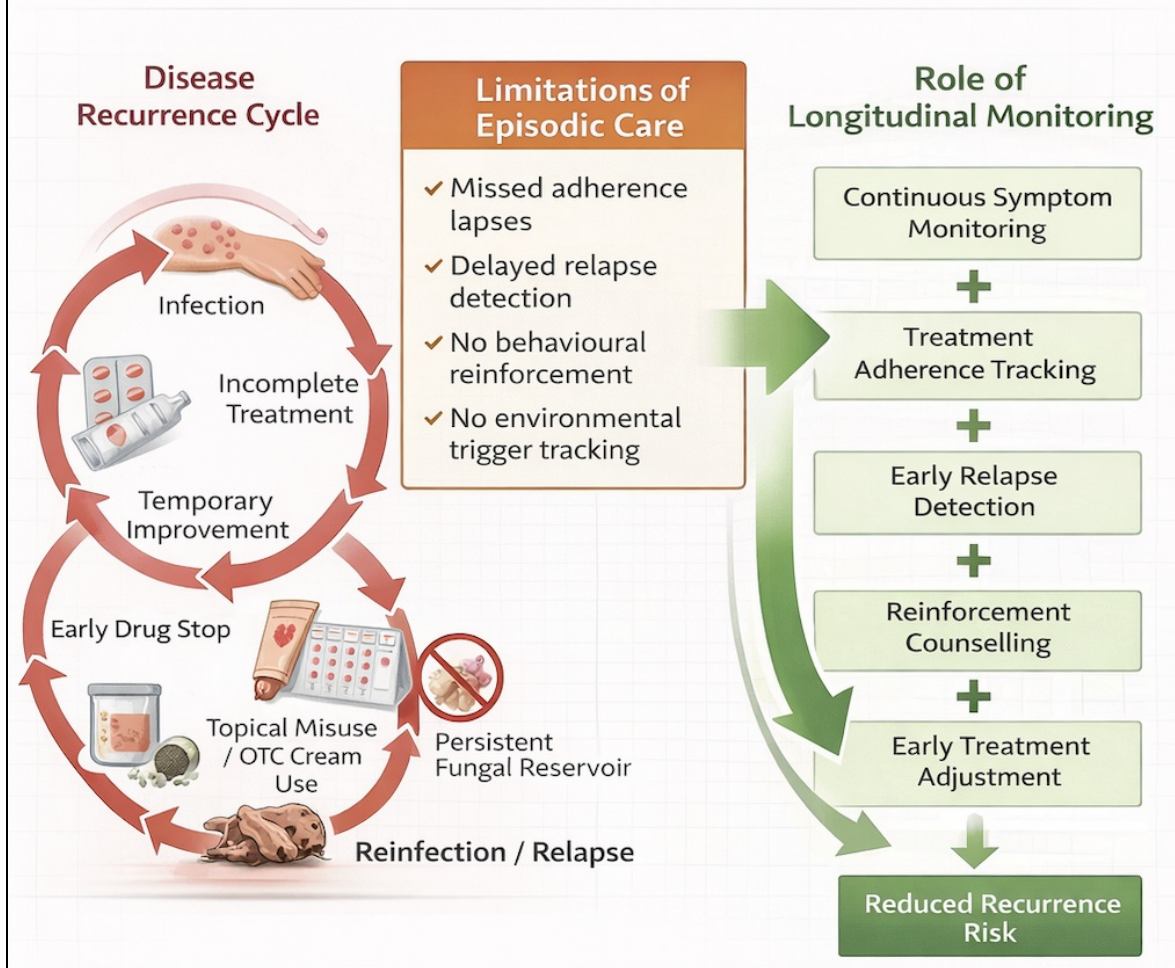 Disease
Recurrence Cycle
Infection
Incomplete
Treatment
Temporary
Improvement
Early Drug Stop
Topical Misuse
/ OTC Cream
Use
Persistent
Fungal Reservoir
Reinfection / Relapse
Limitations of
Episodic Care
✓ Missed adherence
lapses
✓ Delayed relapse
detection
✓ No behavioural
reinforcement
✓ No environmental
trigger tracking
Role of
Longitudinal Monitoring
Continuous Symptom
Monitoring
+
Treatment
Adherence Tracking
+
Early Relapse
Detection
+
Reinforcement
Counselling
+
Early Treatment
Adjustment
Reduced Recurrence
Risk